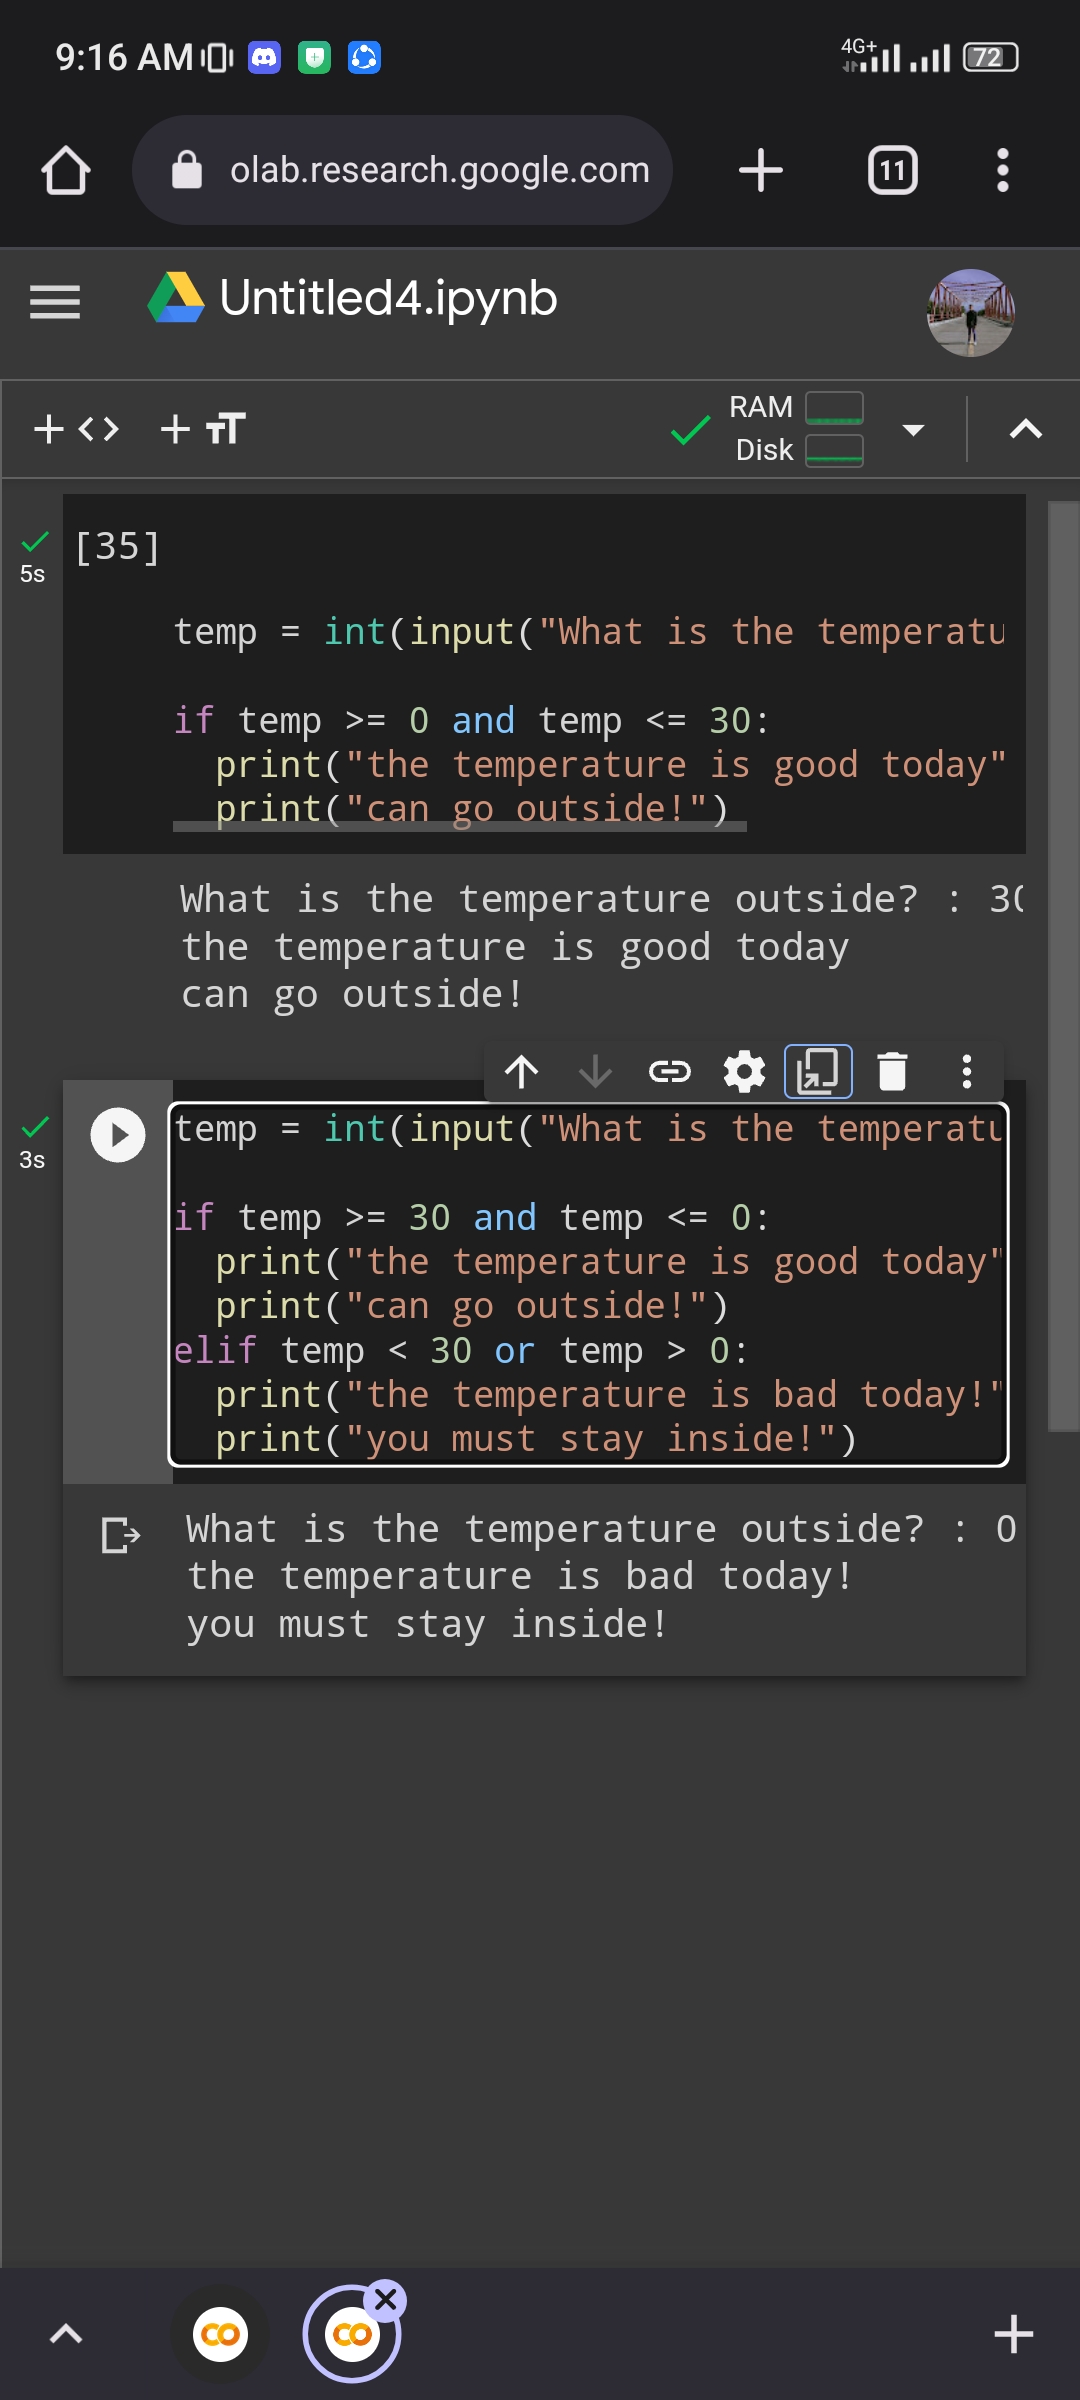 9:16 AM
4G+
72
olab.research.google.com
11
Untitled4.ipynb
RAM
Disk
5s
[35]
temp = int(input("What is the temperatu
if temp >= 0 and temp <= 30:
print("the temperature is good today"
print("can go outside!")
What is the temperature outside? : 30
the temperature is good today
can go outside!
3s
temp = int(input("What is the temperatu
if temp >= 30 and temp <= 0:
print("the temperature is good today"
print("can go outside!")
elif temp < 30 or temp > 0:
print("the temperature is bad today!"
print("you must stay inside!")
What is the temperature outside? : 0
the temperature is bad today!
you must stay inside!